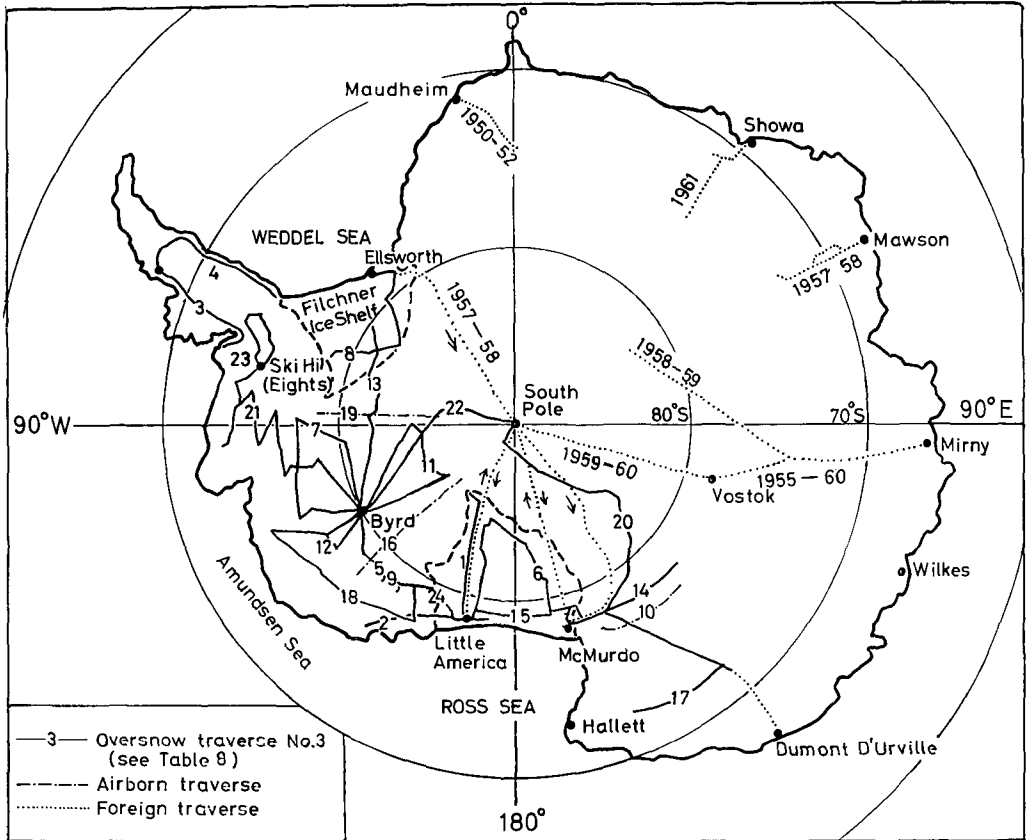 0°
Maudheim
1950-52
Showa
1961
Mawson
1957 58
WEDDEL SEA
Ellsworth
4
3
Filchner
Ice Shelf
1957-58
8
23
Ski Hi
(Eights)
13
1958-59
South
Pole
90°W
21
19
7
22
80°S
70°S
90°E
Mirny
11
1959-60
1955-60
Vostok
Byrd
12
16
20
5
9
1
6
Wilkes
18
24
14
10
2
15
Amundsen Sea
Little
America
McMurdo
ROSS SEA
17
Hallett
Dumont D'Urville
3 Oversnow traverse No.3
(see Table 8)
Airborn traverse
Foreign traverse
180°